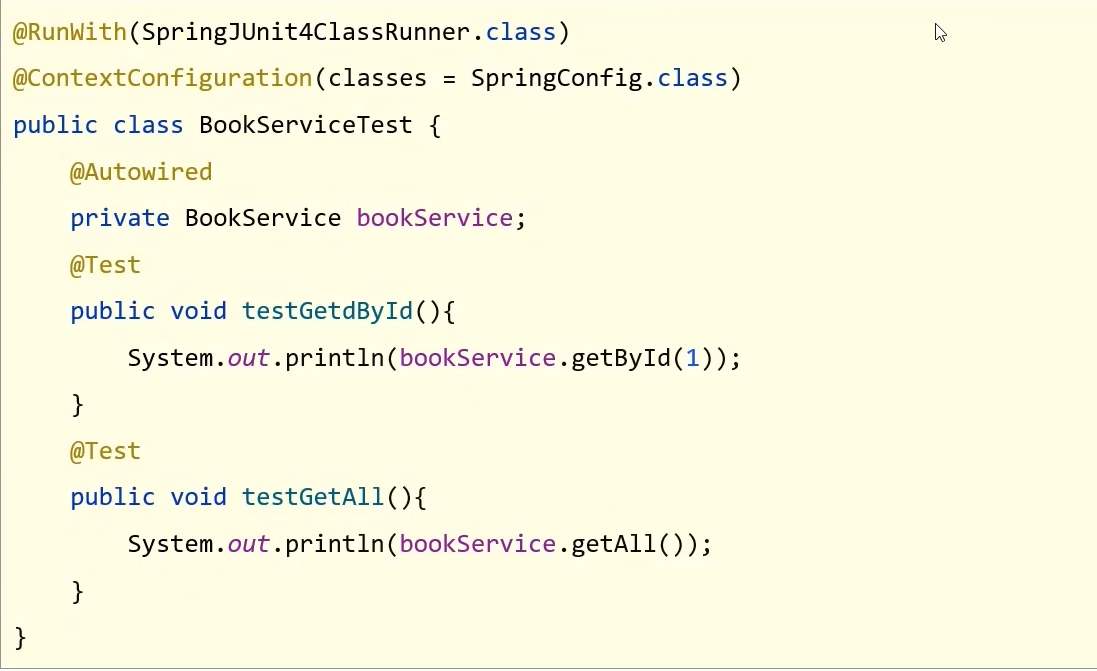 @RunWith(SpringJUnit4ClassRunner.class)
@ContextConfiguration(classes = SpringConfig.class)
public class BookServiceTest {
    @Autowired
    private BookService bookService;
    @Test
    public void testGetdById(){
        System.out.println(bookService.getById(1));
    }
    @Test
    public void testGetAll(){
        System.out.println(bookService.getAll());
    }
}